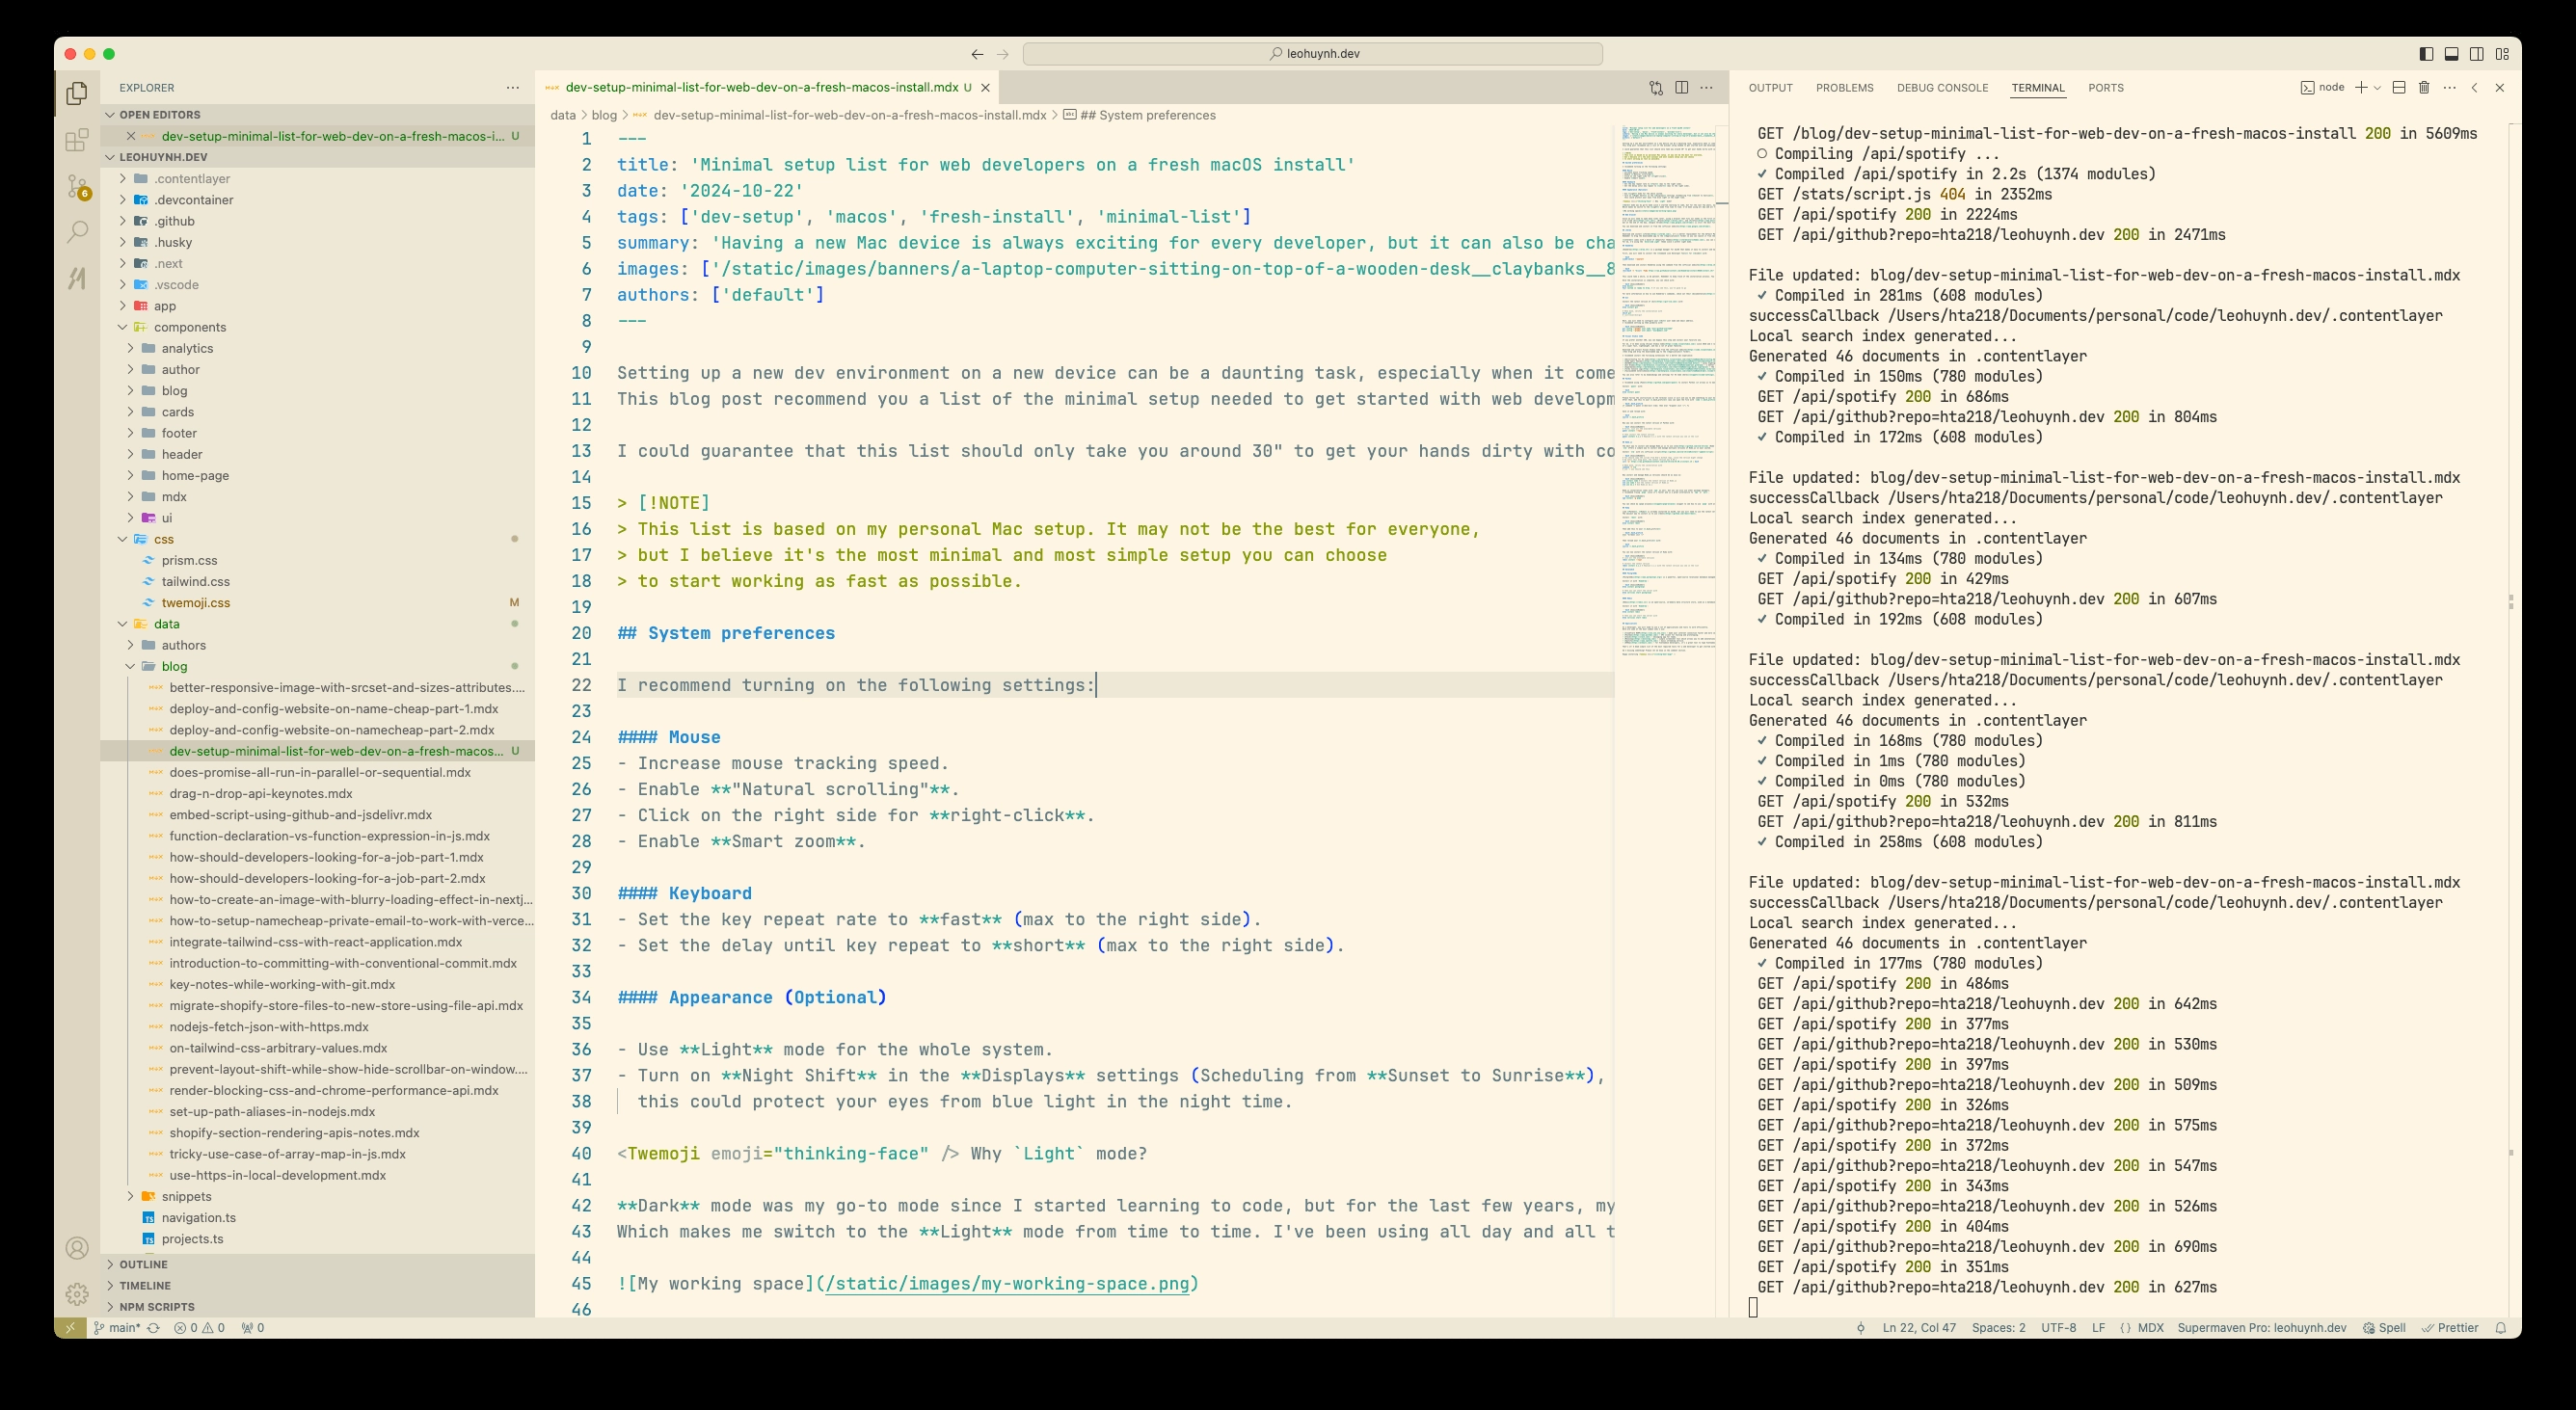 leohuynh.dev
EXPLORER
OPEN EDITORS
dev-setup-minimal-list-for-web-dev-on-a-fresh-macos-i... U
LEOHUYNH.DEV
.contentlayer
.devcontainer
.github
.husky
.next
.vscode
app
components
analytics
author
blog
cards
footer
header
home-page
mdx
ui
css
prism.css
tailwind.css
twemoji.css M
data
authors
blog
better-responsive-image-with-srcset-and-sizes-attributes....
deploy-and-config-website-on-name-cheap-part-1.mdx
deploy-and-config-website-on-namecheap-part-2.mdx
dev-setup-minimal-list-for-web-dev-on-a-fresh-macos... U
does-promise-all-run-in-parallel-or-sequential.mdx
drag-n-drop-api-keynotes.mdx
embed-script-using-github-and-jsdelivr.mdx
function-declaration-vs-function-expression-in-js.mdx
how-should-developers-looking-for-a-job-part-1.mdx
how-should-developers-looking-for-a-job-part-2.mdx
how-to-create-an-image-with-blurry-loading-effect-in-nextj...
how-to-setup-namecheap-private-email-to-work-with-verce...
integrate-tailwind-css-with-react-application.mdx
introduction-to-committing-with-conventional-commit.mdx
key-notes-while-working-with-git.mdx
migrate-shopify-store-files-to-new-store-using-file-api.mdx
nodejs-fetch-json-with-https.mdx
on-tailwind-css-arbitrary-values.mdx
prevent-layout-shift-while-show-hide-scrollbar-on-window....
render-blocking-css-and-chrome-performance-api.mdx
set-up-path-aliases-in-nodejs.mdx
shopify-section-rendering-apis-notes.mdx
tricky-use-case-of-array-map-in-js.mdx
use-https-in-local-development.mdx
snippets
navigation.ts
projects.ts
OUTLINE
TIMELINE
NPM SCRIPTS
6
dev-setup-minimal-list-for-web-dev-on-a-fresh-macos-install.mdx U
data > blog > dev-setup-minimal-list-for-web-dev-on-a-fresh-macos-install.mdx > ## System preferences
1 ---
2 title: 'Minimal setup list for web developers on a fresh macOS install'
3 date: '2024-10-22'
4 tags: ['dev-setup', 'macos', 'fresh-install', 'minimal-list']
5 summary: 'Having a new Mac device is always exciting for every developer, but it can also be cha
6 images: ['/static/images/banners/a-laptop-computer-sitting-on-top-of-a-wooden-desk__claybanks__8
7 authors: ['default']
8 ---
9
10 Setting up a new dev environment on a new device can be a daunting task, especially when it come
11 This blog post recommend you a list of the minimal setup needed to get started with web developm
12
13 I could guarantee that this list should only take you around 30" to get your hands dirty with co
14
15 > [!NOTE]
16 > This list is based on my personal Mac setup. It may not be the best for everyone,
17 > but I believe it's the most minimal and most simple setup you can choose
18 > to start working as fast as possible.
19
20 ## System preferences
21
22 I recommend turning on the following settings:
23
24 #### Mouse
25 - Increase mouse tracking speed.
26 - Enable **"Natural scrolling"**.
27 - Click on the right side for **right-click**.
28 - Enable **Smart zoom**.
29
30 #### Keyboard
31 - Set the key repeat rate to **fast** (max to the right side).
32 - Set the delay until key repeat to **short** (max to the right side).
33
34 #### Appearance (Optional)
35
36 - Use **Light** mode for the whole system.
37 - Turn on **Night Shift** in the **Displays** settings (Scheduling from **Sunset to Sunrise**),
38 this could protect your eyes from blue light in the night time.
39
40 <Twemoji emoji="thinking-face" /> Why `Light` mode?
41
42 **Dark** mode was my go-to mode since I started learning to code, but for the last few years, my
43 Which makes me switch to the **Light** mode from time to time. I've been using all day and all t
44
45 ![My working space](/static/images/my-working-space.png)
46
OUTPUT PROBLEMS DEBUG CONSOLE TERMINAL PORTS node
GET /blog/dev-setup-minimal-list-for-web-dev-on-a-fresh-macos-install 200 in 5609ms
○ Compiling /api/spotify ...
✓ Compiled /api/spotify in 2.2s (1374 modules)
GET /stats/script.js 404 in 2352ms
GET /api/spotify 200 in 2224ms
GET /api/github?repo=hta218/leohuynh.dev 200 in 2471ms
File updated: blog/dev-setup-minimal-list-for-web-dev-on-a-fresh-macos-install.mdx
✓ Compiled in 281ms (608 modules)
successCallback /Users/hta218/Documents/personal/code/leohuynh.dev/.contentlayer
Local search index generated...
Generated 46 documents in .contentlayer
✓ Compiled in 150ms (780 modules)
GET /api/spotify 200 in 686ms
GET /api/github?repo=hta218/leohuynh.dev 200 in 804ms
✓ Compiled in 172ms (608 modules)
File updated: blog/dev-setup-minimal-list-for-web-dev-on-a-fresh-macos-install.mdx
successCallback /Users/hta218/Documents/personal/code/leohuynh.dev/.contentlayer
Local search index generated...
Generated 46 documents in .contentlayer
✓ Compiled in 134ms (780 modules)
GET /api/spotify 200 in 429ms
GET /api/github?repo=hta218/leohuynh.dev 200 in 607ms
✓ Compiled in 192ms (608 modules)
File updated: blog/dev-setup-minimal-list-for-web-dev-on-a-fresh-macos-install.mdx
successCallback /Users/hta218/Documents/personal/code/leohuynh.dev/.contentlayer
Local search index generated...
Generated 46 documents in .contentlayer
✓ Compiled in 168ms (780 modules)
✓ Compiled in 1ms (780 modules)
✓ Compiled in 0ms (780 modules)
GET /api/spotify 200 in 532ms
GET /api/github?repo=hta218/leohuynh.dev 200 in 811ms
✓ Compiled in 258ms (608 modules)
File updated: blog/dev-setup-minimal-list-for-web-dev-on-a-fresh-macos-install.mdx
successCallback /Users/hta218/Documents/personal/code/leohuynh.dev/.contentlayer
Local search index generated...
Generated 46 documents in .contentlayer
✓ Compiled in 177ms (780 modules)
GET /api/spotify 200 in 486ms
GET /api/github?repo=hta218/leohuynh.dev 200 in 642ms
GET /api/spotify 200 in 377ms
GET /api/github?repo=hta218/leohuynh.dev 200 in 530ms
GET /api/spotify 200 in 397ms
GET /api/github?repo=hta218/leohuynh.dev 200 in 509ms
GET /api/spotify 200 in 326ms
GET /api/github?repo=hta218/leohuynh.dev 200 in 575ms
GET /api/spotify 200 in 372ms
GET /api/github?repo=hta218/leohuynh.dev 200 in 547ms
GET /api/spotify 200 in 343ms
GET /api/github?repo=hta218/leohuynh.dev 200 in 526ms
GET /api/spotify 200 in 404ms
GET /api/github?repo=hta218/leohuynh.dev 200 in 690ms
GET /api/spotify 200 in 351ms
GET /api/github?repo=hta218/leohuynh.dev 200 in 627ms
main* 0 0 0 Ln 22, Col 47 Spaces: 2 UTF-8 LF {} MDX Supermaven Pro: leohuynh.dev Spell Prettier